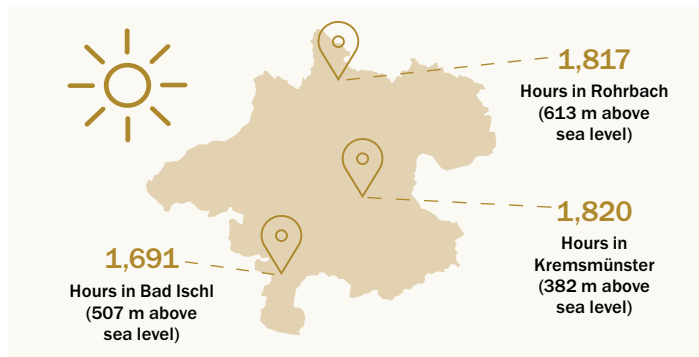 1,817
Hours in Rohrbach
(613 m above
sea level)
1,820
Hours in
Kremsmünster
(382 m above
sea level)
1,691
Hours in Bad Ischl
(507 m above
sea level)